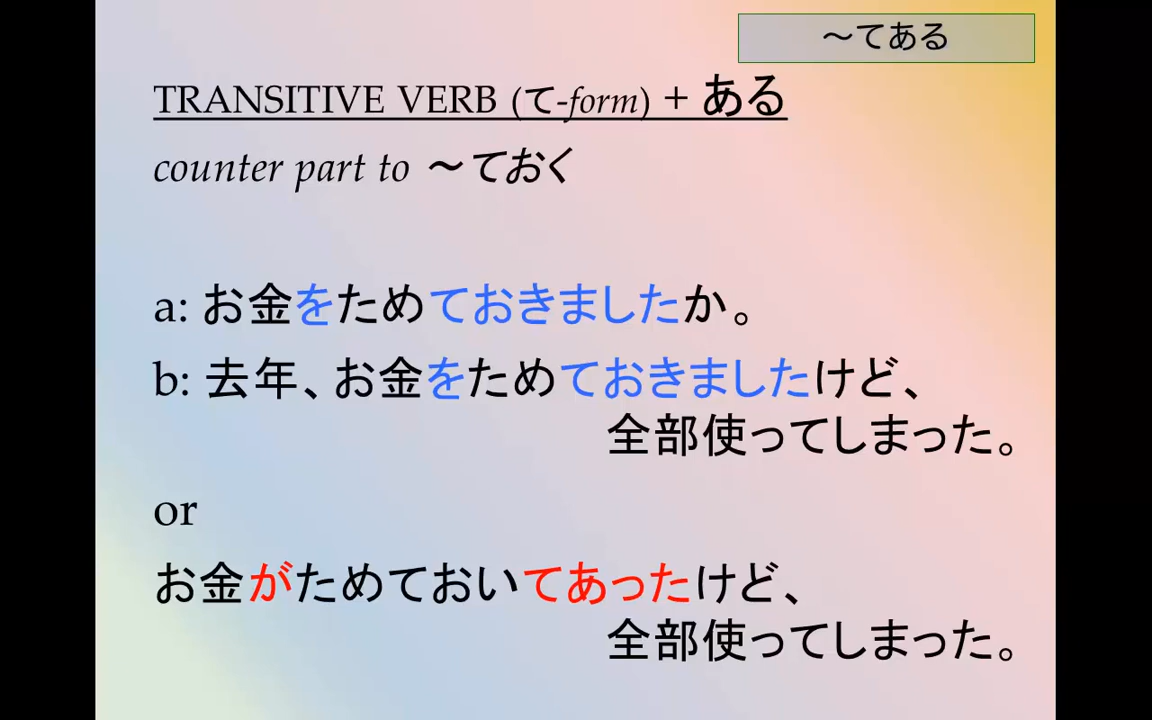 〜てある
TRANSITIVE VERB (て-form) + ある
counter part to 〜ておく
a: お金をためておきましたか。
b: 去年、お金をためておきましたけど、
全部使ってしまった。
or
お金がためておいてあったけど、
全部使ってしまった。